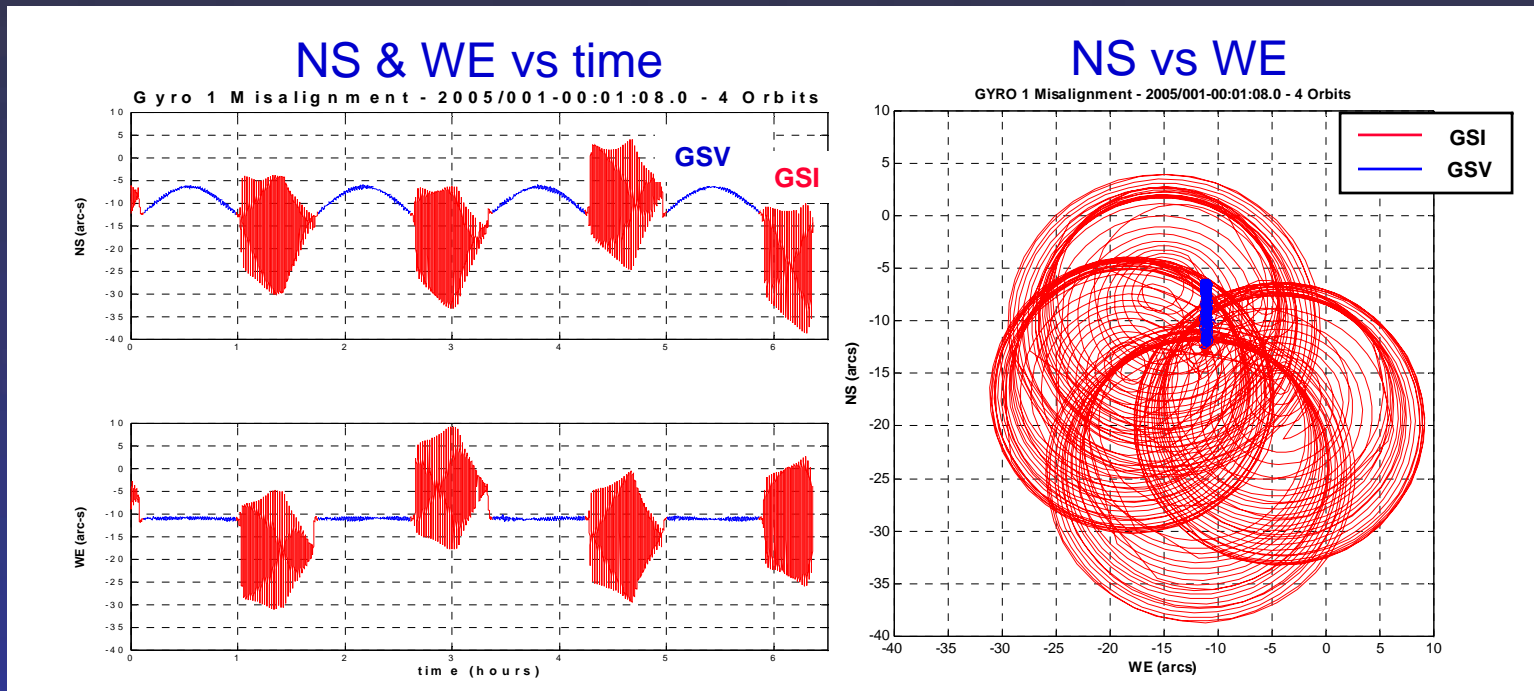 NS & WE vs time
Gyro 1 Misalignment - 2005/001-00:01:08.0 - 4 Orbits
10
5
0
-5
-10
-15
-20
-25
-30
-35
-40
NS (arc-s)
GSV
GSI
0 1 2 3 4 5 6
10
5
0
-5
-10
-15
-20
-25
-30
-35
-40
WE (arc-s)
0 1 2 3 4 5 6
time (hours)
NS vs WE
GYRO 1 Misalignment - 2005/001-00:01:08.0 - 4 Orbits
GSI
GSV
10
5
0
-5
-10
-15
-20
-25
-30
-35
-40
NS (arcs)
-40 -35 -30 -25 -20 -15 -10 -5 0 5 10
WE (arcs)